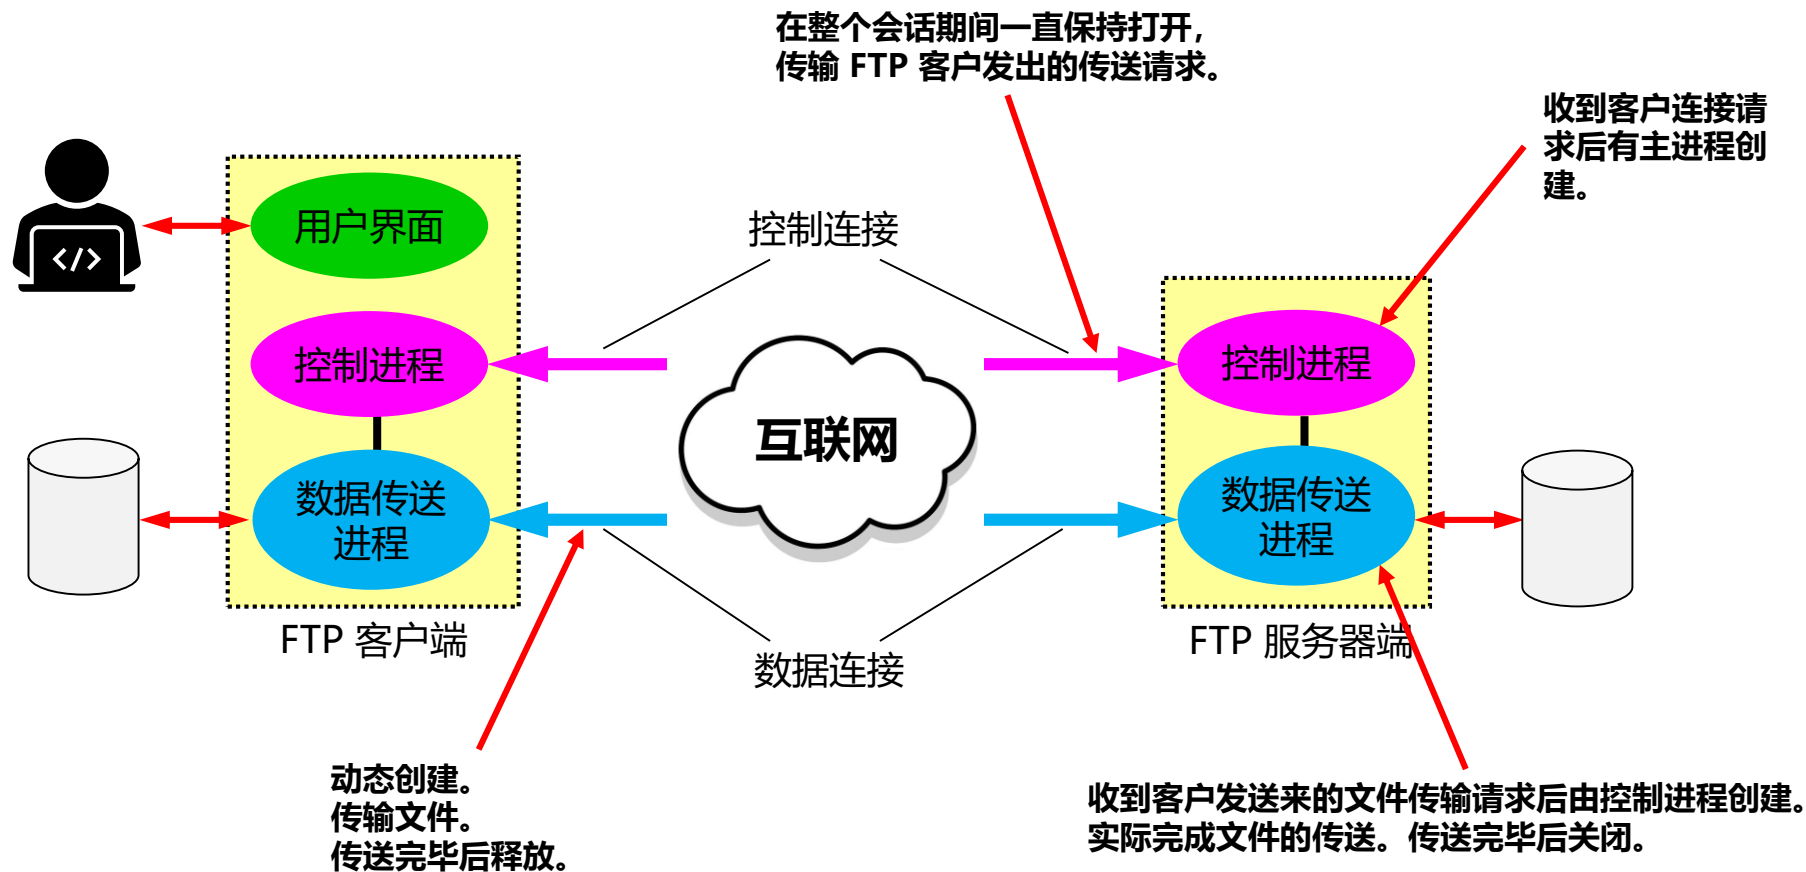 在整个会话期间一直保持打开，
传输 FTP 客户发出的传送请求。
收到客户连接请
求后有主进程创
建。
用户界面
控制连接
控制进程
控制进程
互联网
</>
数据传送
进程
数据传送
进程
FTP 客户端
数据连接
FTP 服务器端
动态创建。
传输文件。
传送完毕后释放。
收到客户发送来的文件传输请求后由控制进程创建。
实际完成文件的传送。传送完毕后关闭。